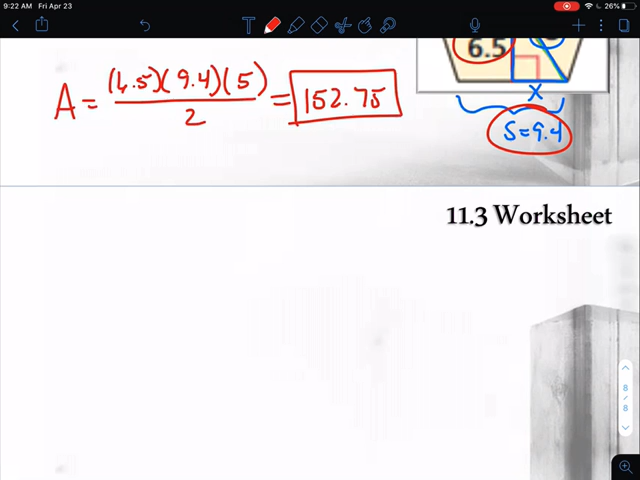 9:22 AM Fri Apr 23
26%
T
6.5
A = (6.5)(9.4)(5) / 2 = 152.75
x
S=9.4
11.3 Worksheet
8
/
8